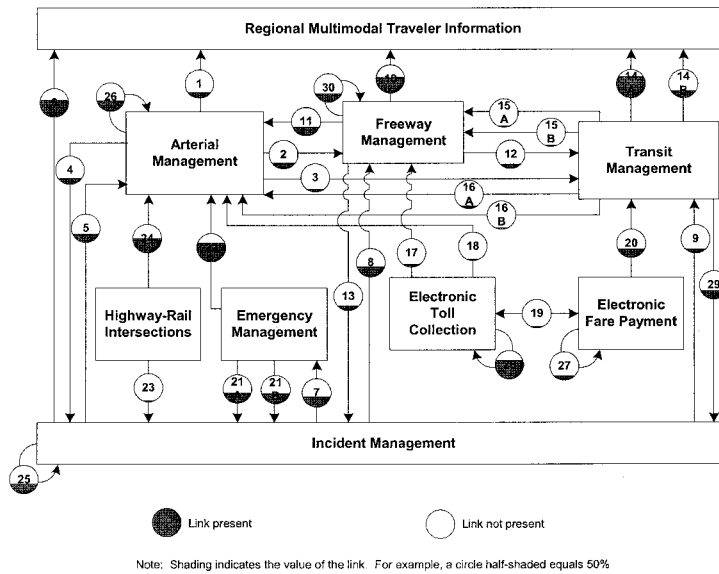 Regional Multimodal Traveler Information
26
1
30
10
14
14
B
15
A
11
Arterial
Management
Freeway
Management
15
B
Transit
Management
4
2
12
3
16
A
5
16
B
24
8
17
18
20
9
13
29
Highway-Rail
Intersections
Emergency
Management
Electronic
Toll
Collection
19
Electronic
Fare Payment
23
21
A
21
B
7
27
Incident Management
25
Link present
Link not present
Note: Shading indicates the value of the link. For example, a circle half-shaded equals 50%